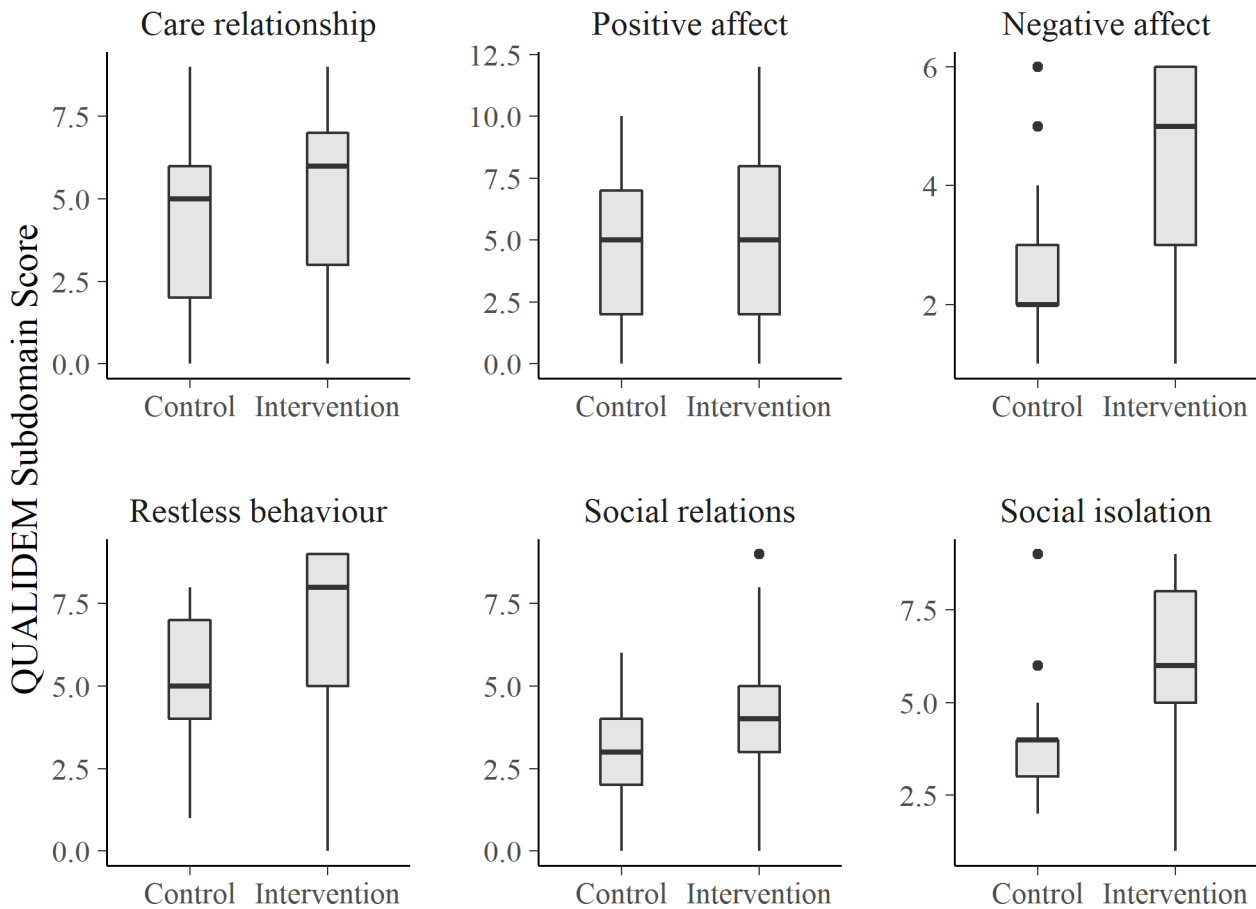 QUALIDEM Subdomain Score
Care relationship
7.5
5.0
2.5
0.0
Control Intervention
Positive affect
12.5
10.0
7.5
5.0
2.5
0.0
Control Intervention
Negative affect
6
4
2
Control Intervention
Restless behaviour
7.5
5.0
2.5
0.0
Control Intervention
Social relations
7.5
5.0
2.5
0.0
Control Intervention
Social isolation
7.5
5.0
2.5
Control Intervention